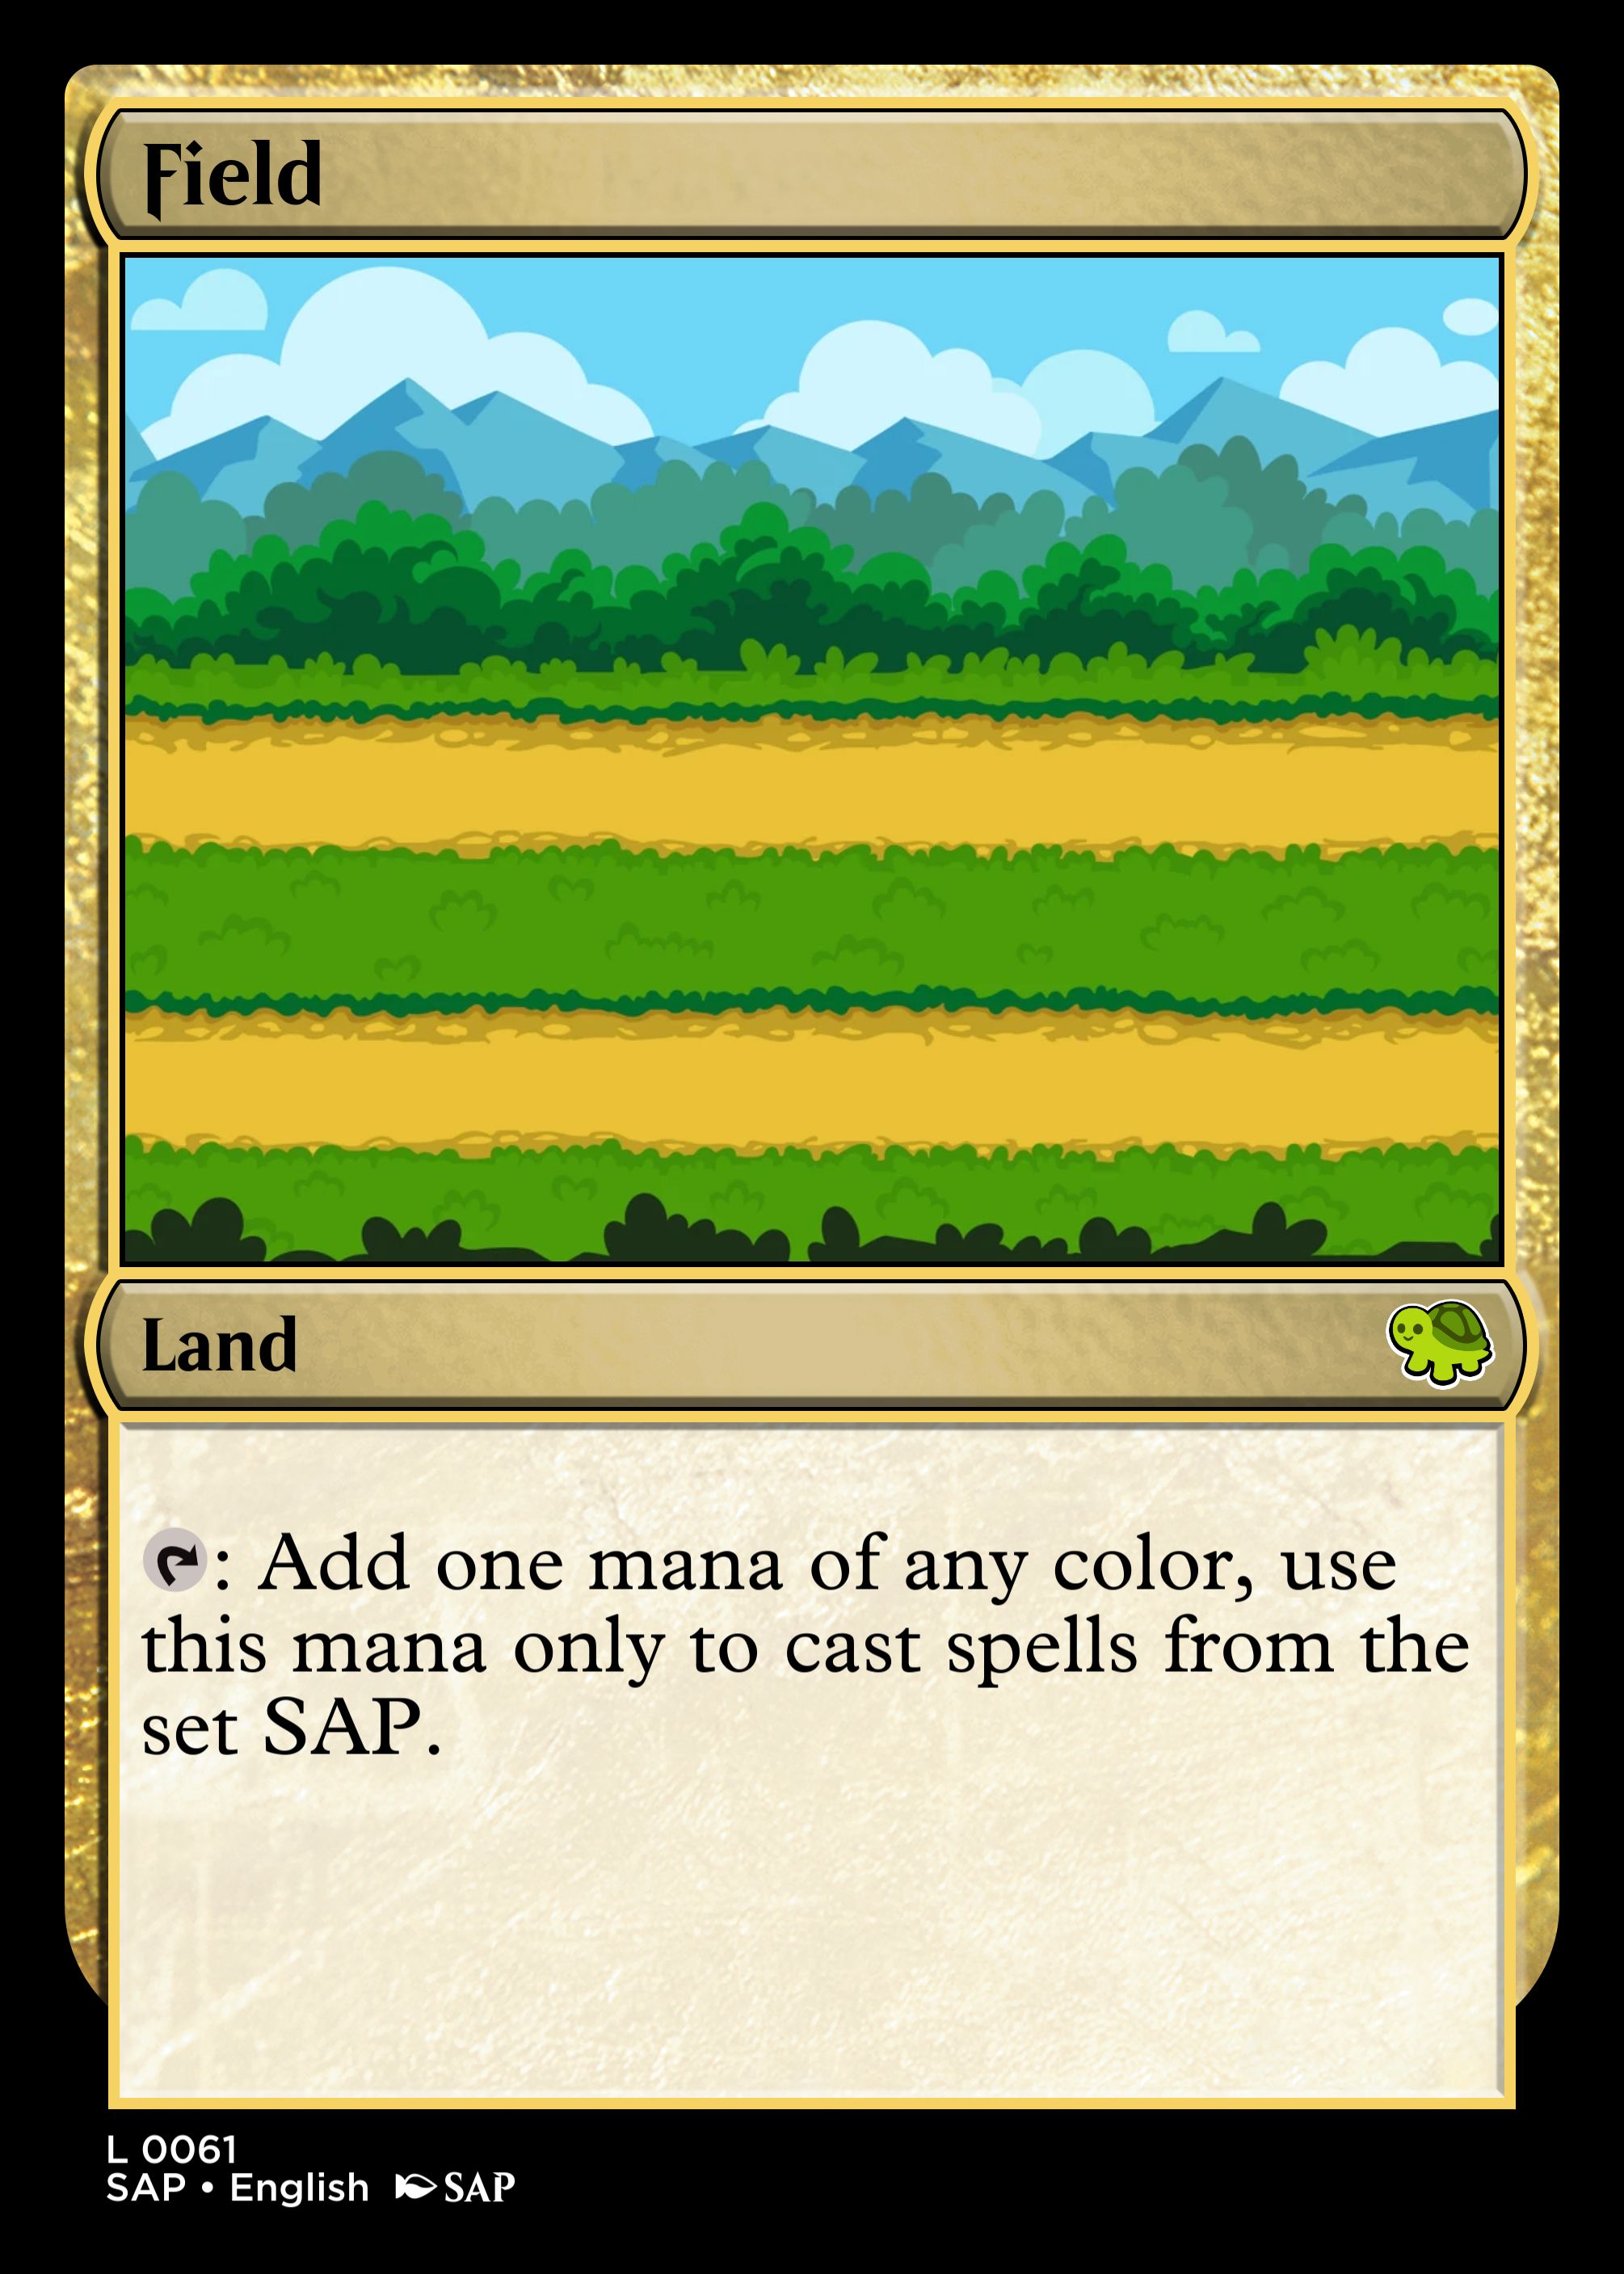 Field
Land
: Add one mana of any color, use
this mana only to cast spells from the
set SAP.
L 0061
SAP • English SAP